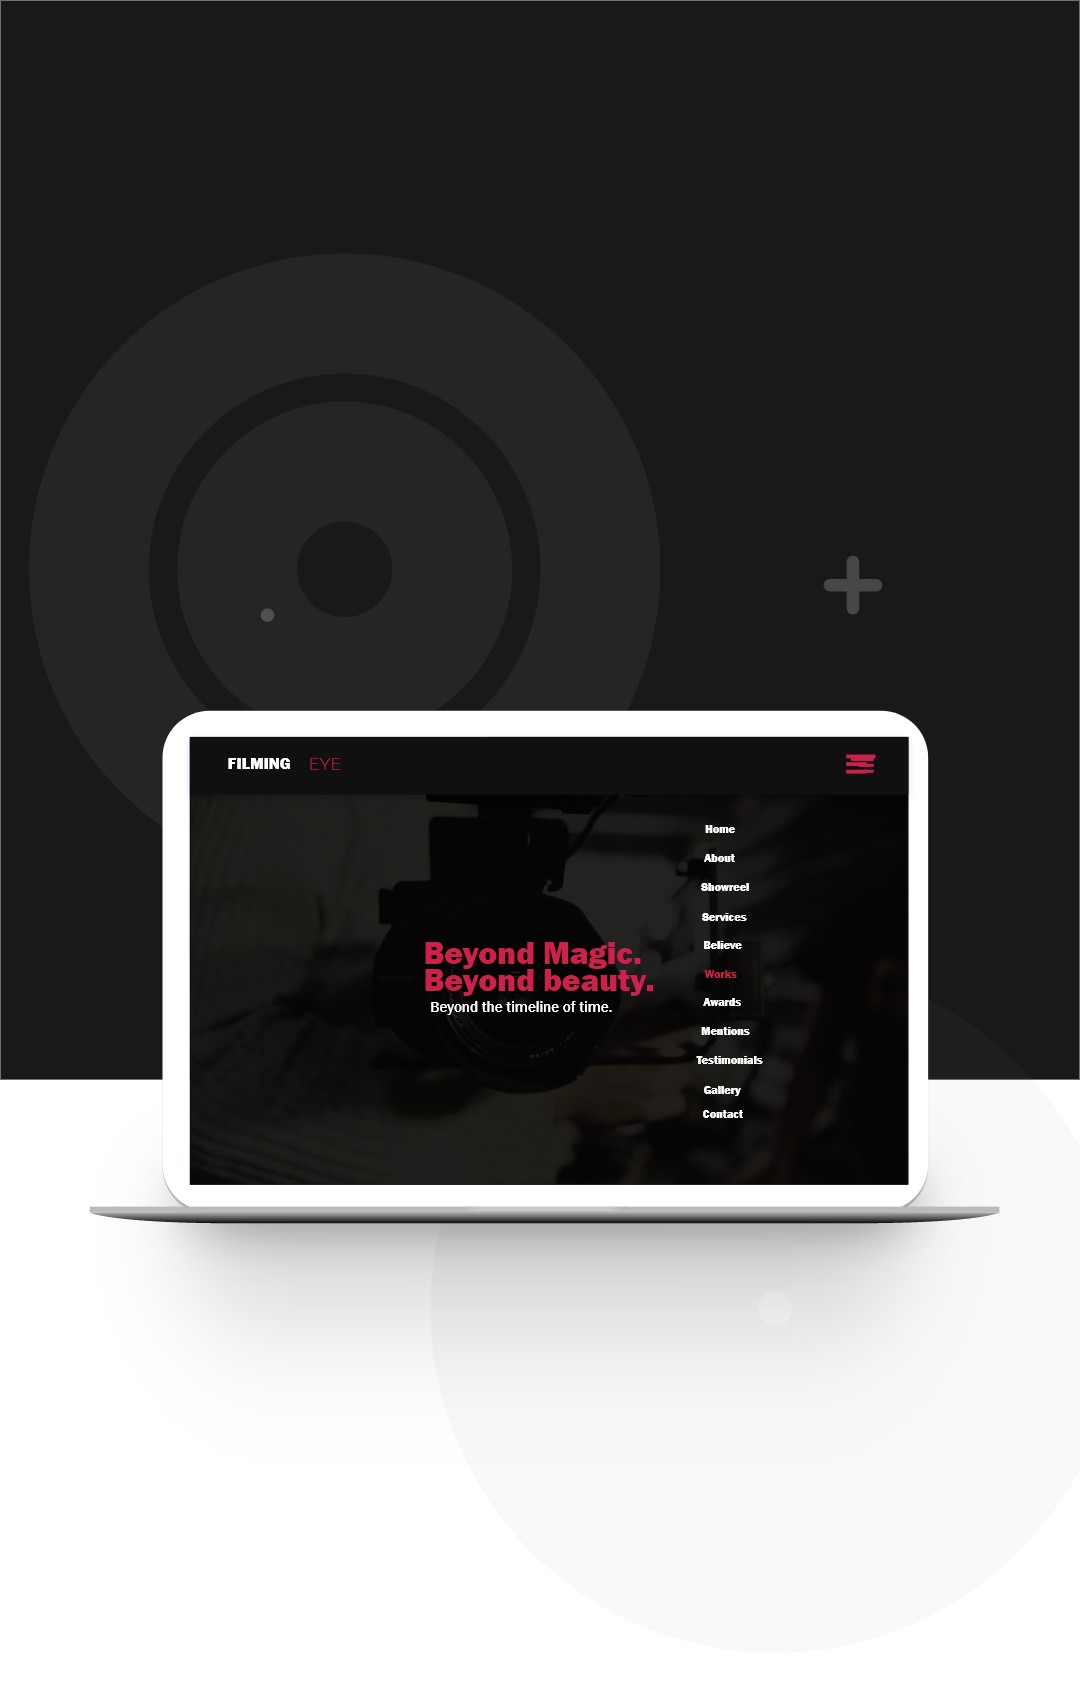 FILMING EYE
Home
About
Showreel
Services
Believe
Beyond Magic.
Beyond beauty.
Beyond the timeline of time.
Works
Awards
Mentions
Testimonials
Gallery
Contact